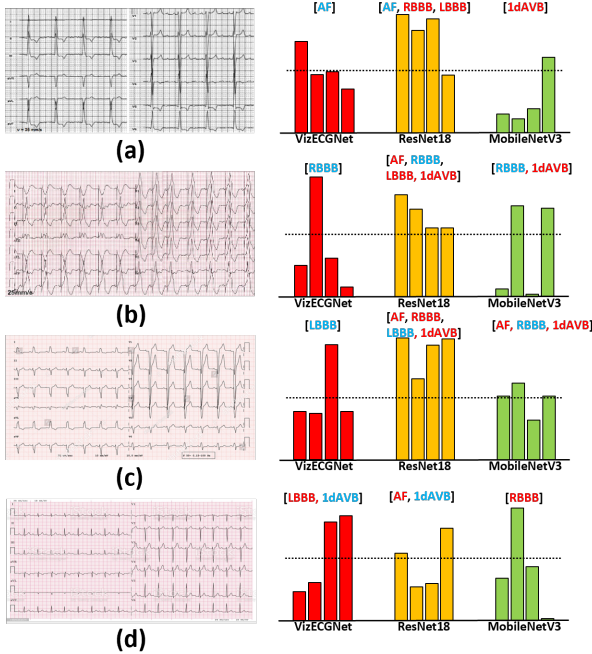 [AF]
[AF, RBBB, LBBB]
[1dAVB]
VizECGNet
ResNet18
MobileNetV3
(a)
[RBBB]
[AF, RBBB,
LBBB, 1dAVB]
[RBBB, 1dAVB]
VizECGNet
ResNet18
MobileNetV3
(b)
[LBBB]
[AF, RBBB,
LBBB, 1dAVB]
[AF, RBBB, 1dAVB]
VizECGNet
ResNet18
MobileNetV3
(c)
[LBBB, 1dAVB]
[AF, 1dAVB]
[RBBB]
VizECGNet
ResNet18
MobileNetV3
(d)